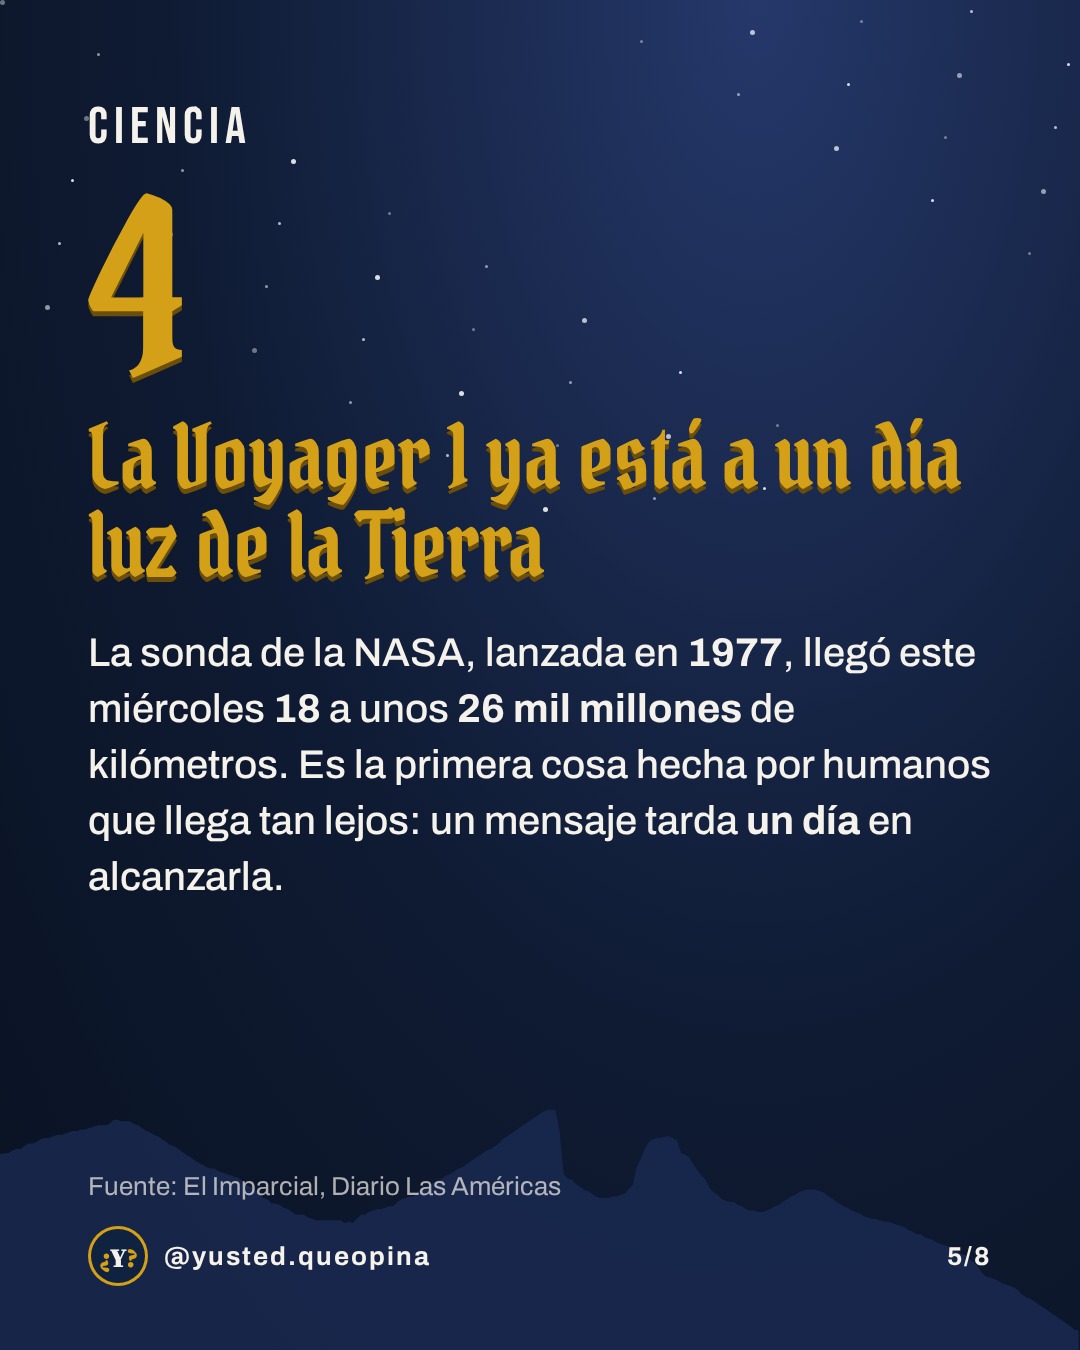 CIENCIA
4
La Voyager 1 ya está a un día
luz de la Tierra
La sonda de la NASA, lanzada en 1977, llegó este
miércoles 18 a unos 26 mil millones de
kilómetros. Es la primera cosa hecha por humanos
que llega tan lejos: un mensaje tarda un día en
alcanzarla.
Fuente: El Imparcial, Diario Las Américas
¿Y?
@yusted.queopina
5/8